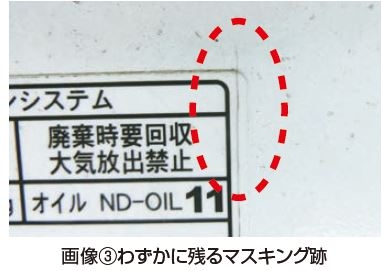 ンシステム
廃棄時要回収
大気放出禁止
オイル ND-OIL 11
画像③わずかに残るマスキング跡